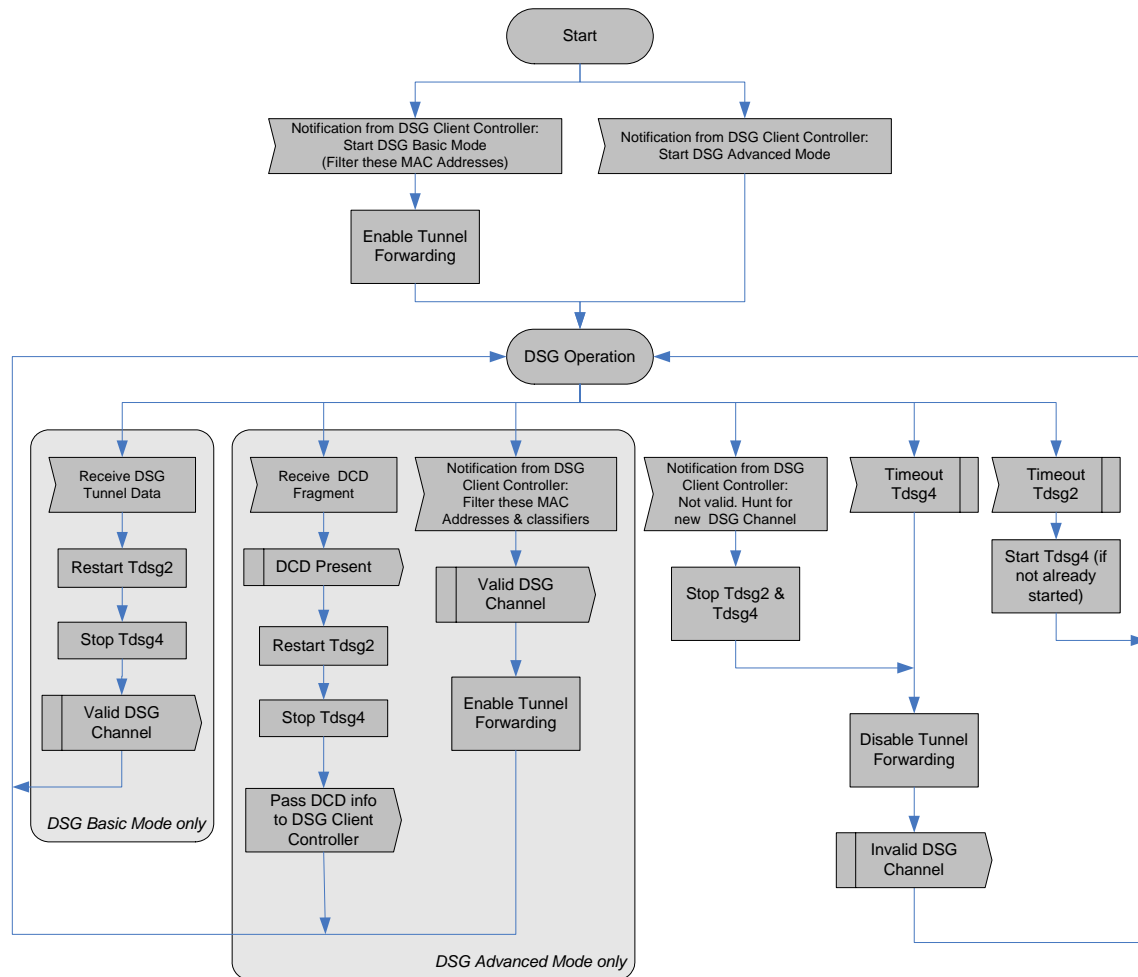 Start
Notification from DSG Client Controller:
Start DSG Basic Mode
(Filter these MAC Addresses)
Notification from DSG Client Controller:
Start DSG Advanced Mode
Enable Tunnel
Forwarding
DSG Operation
Receive DSG
Tunnel Data
Restart Tdsg2
Stop Tdsg4
Valid DSG
Channel
DSG Basic Mode only
Receive DCD
Fragment
DCD Present
Restart Tdsg2
Stop Tdsg4
Pass DCD info
to DSG Client
Controller
Notification from DSG
Client Controller:
Filter these MAC
Addresses & classifiers
Valid DSG
Channel
Enable Tunnel
Forwarding
DSG Advanced Mode only
Notification from DSG
Client Controller:
Not valid. Hunt for
new DSG Channel
Stop Tdsg2 &
Tdsg4
Timeout
Tdsg4
Disable Tunnel
Forwarding
Invalid DSG
Channel
Timeout
Tdsg2
Start Tdsg4 (if
not already
started)